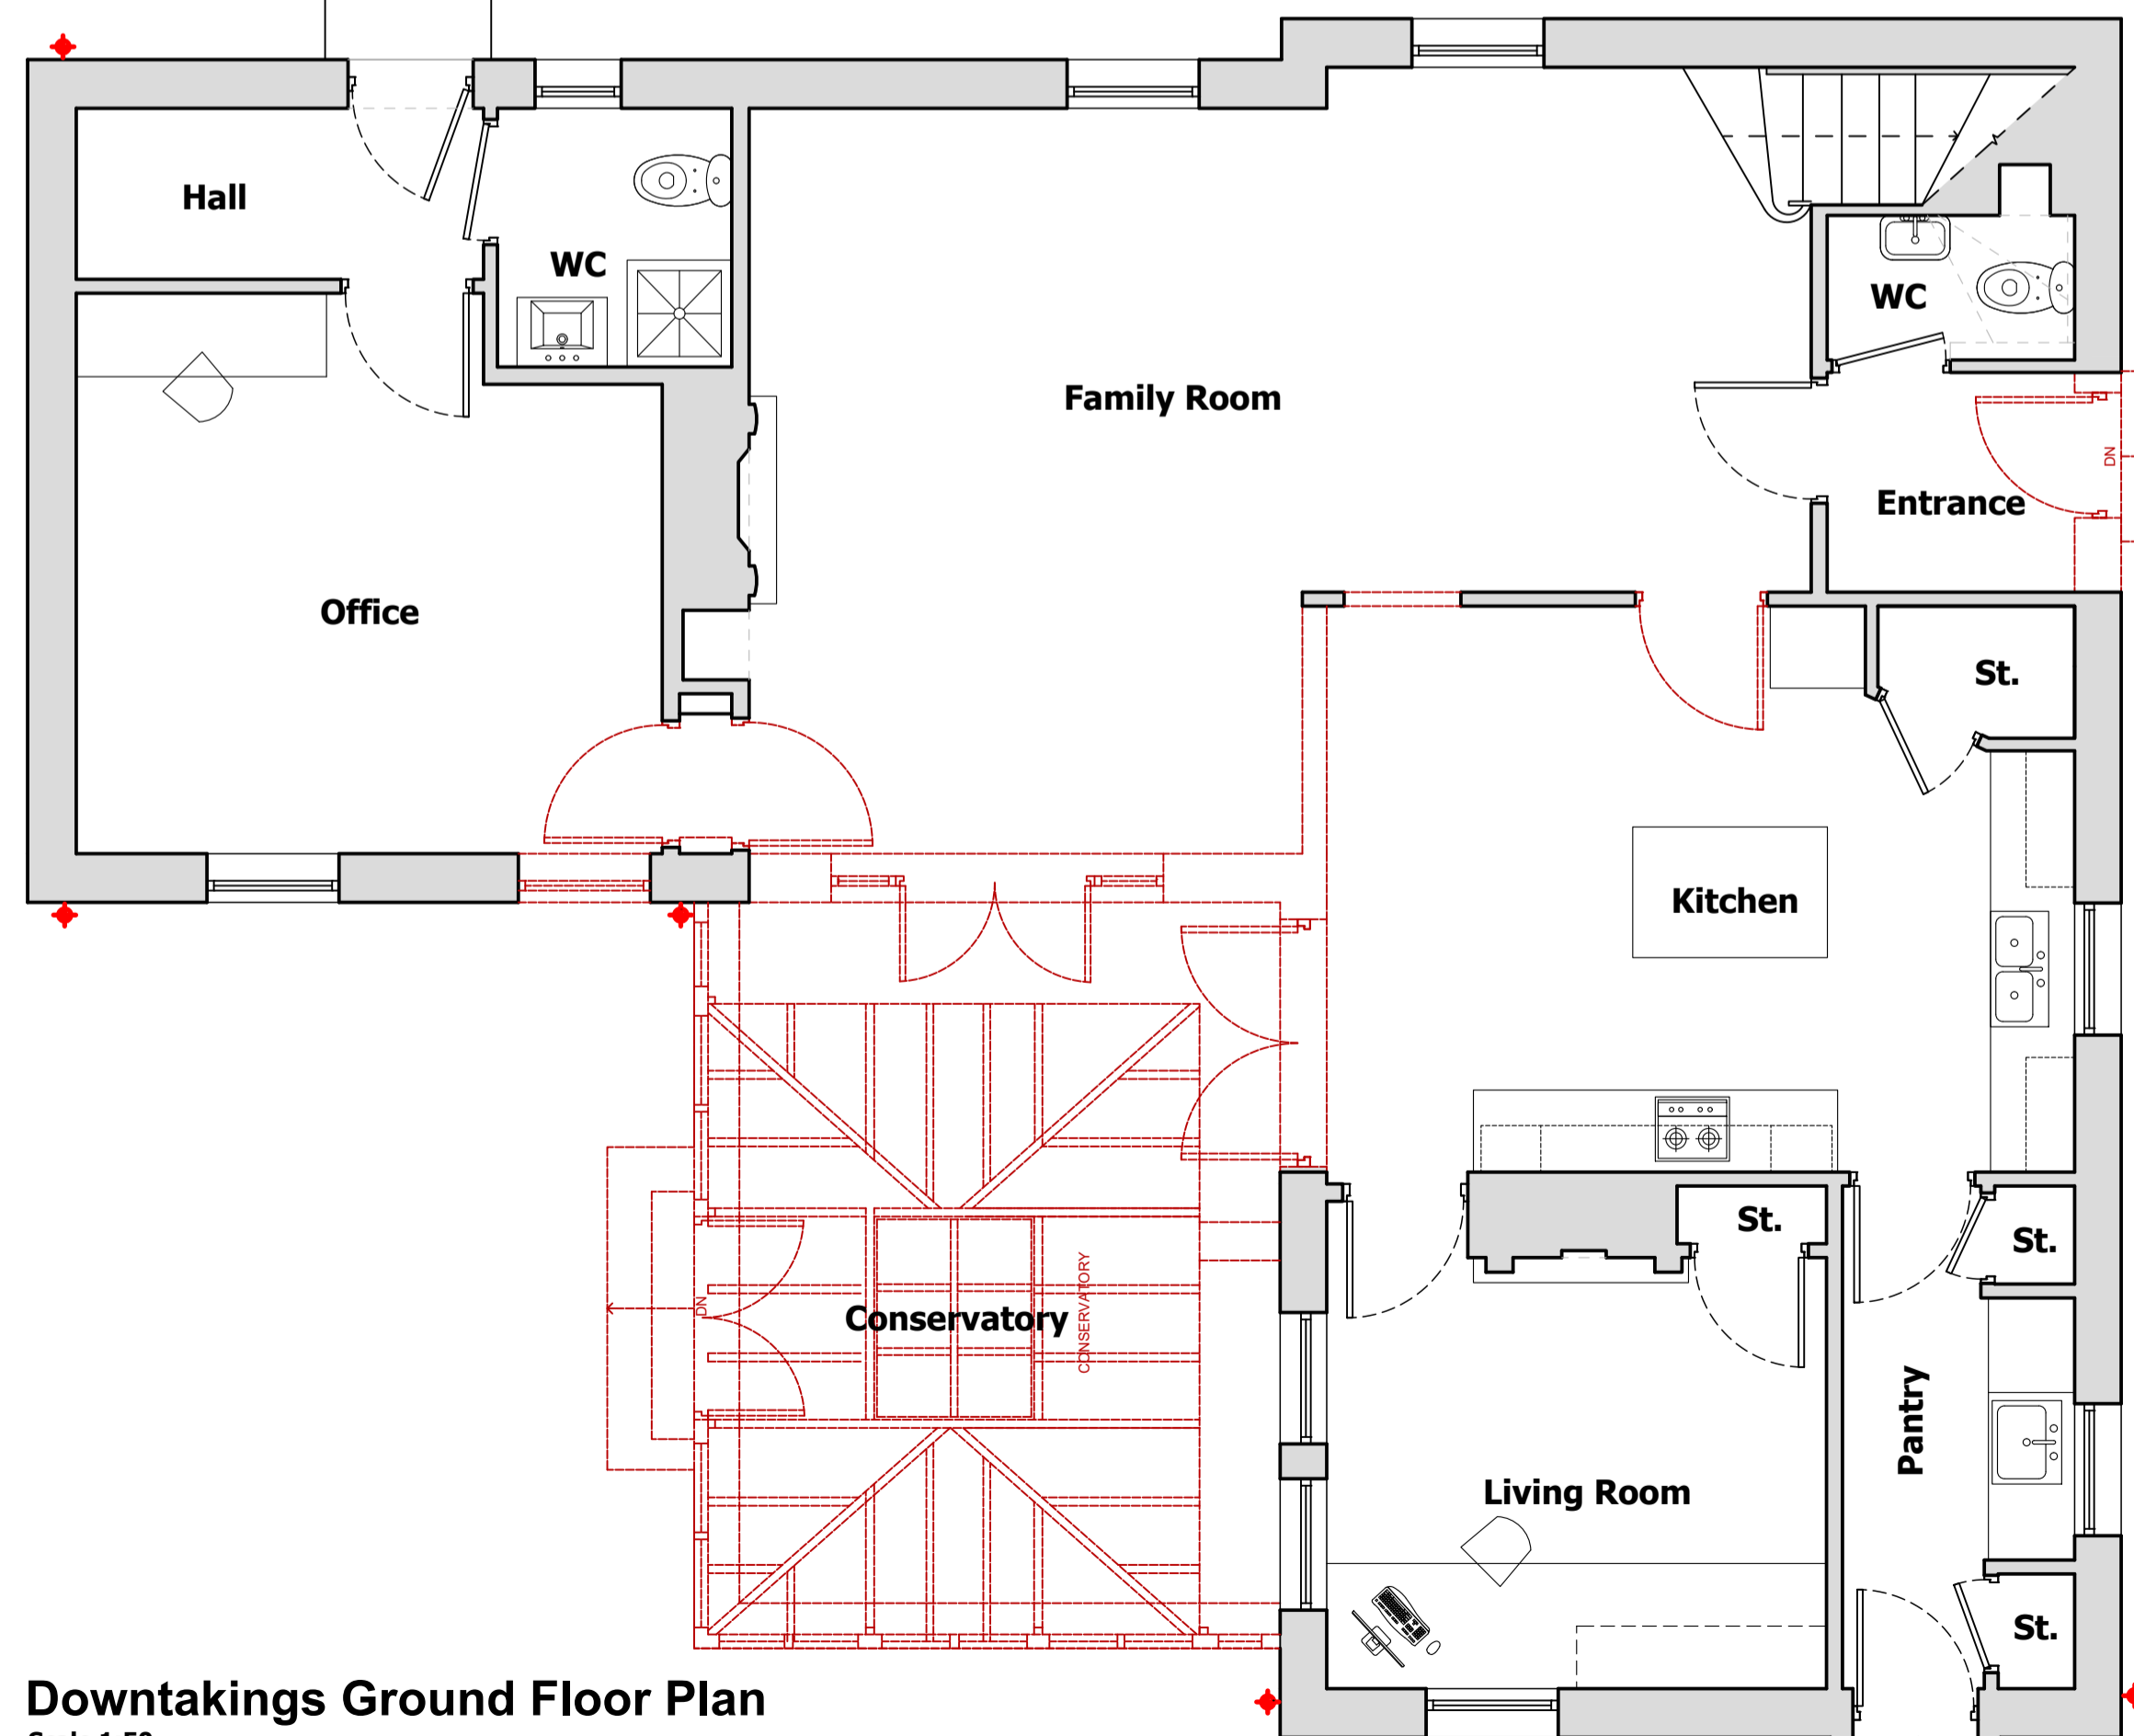 Hall
WC
WC
Family Room
DN
Entrance
Office
St.
Kitchen
St.
St.
DN
Conservatory
CONSERVATORY
Pantry
Living Room
St.
Downtakings Ground Floor Plan